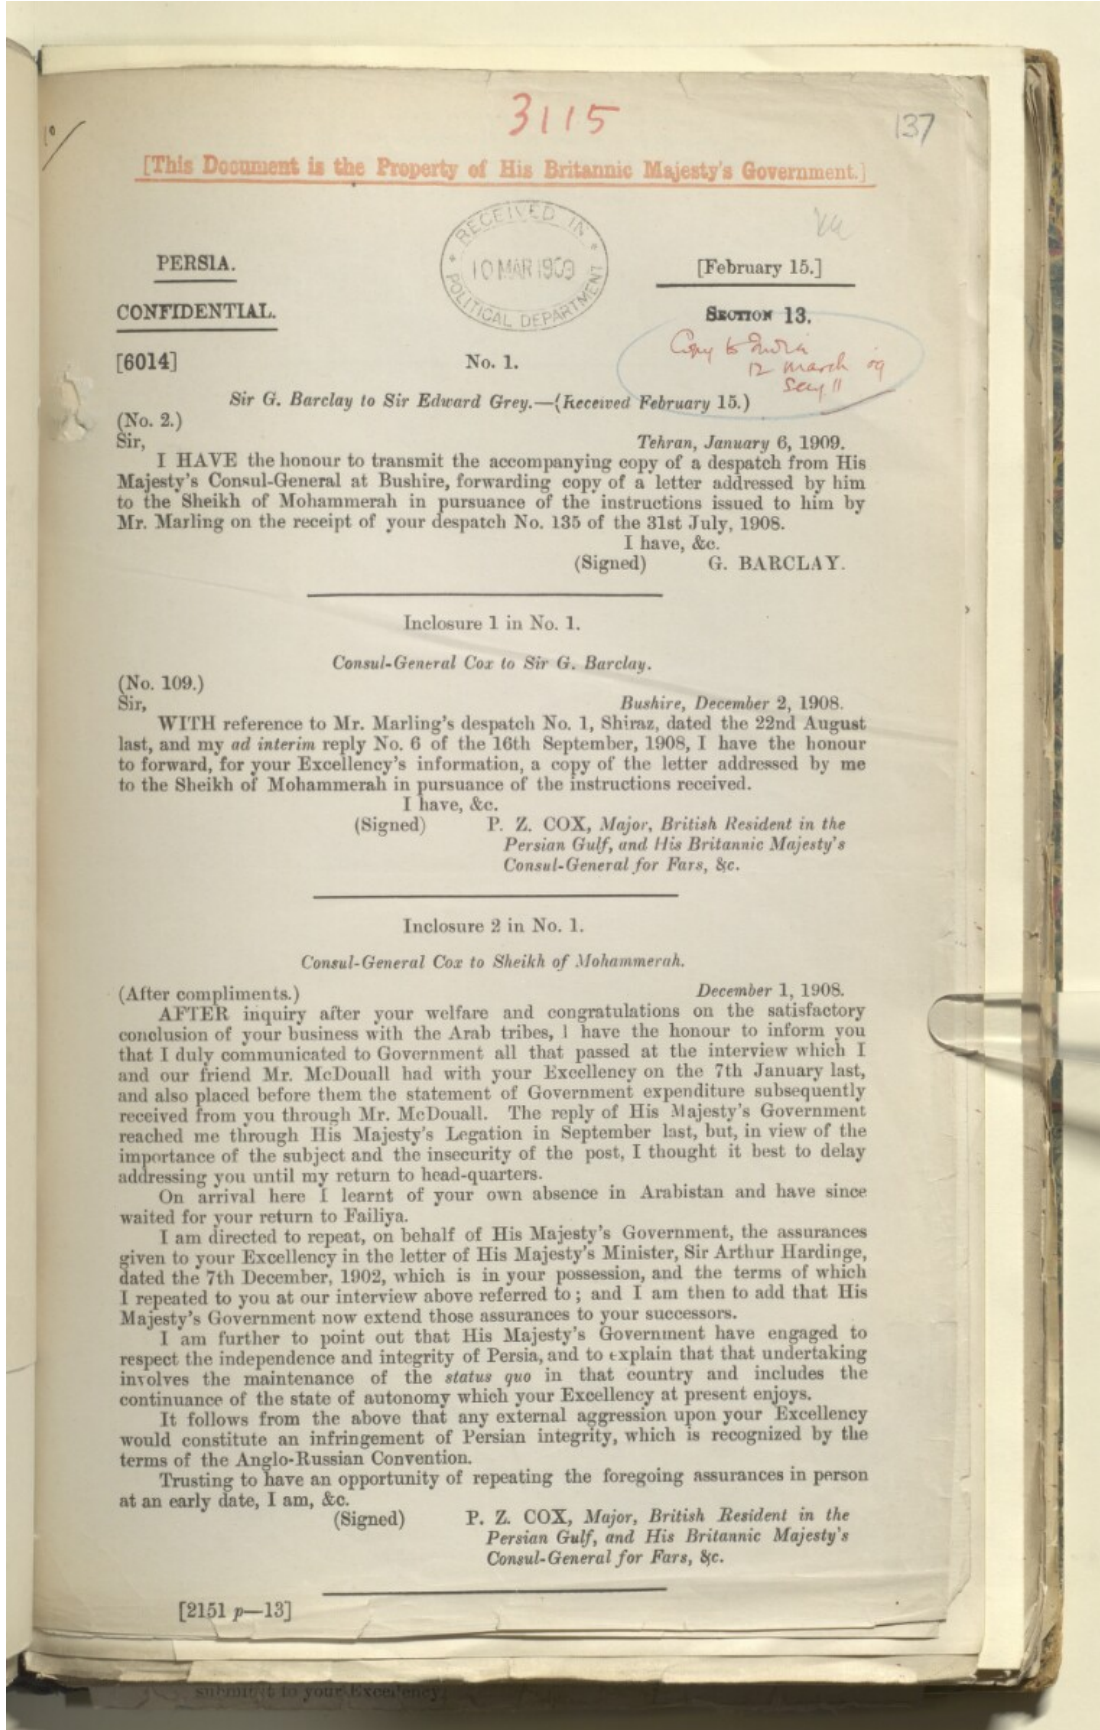 3115
137
10/
[This Document is the Property of His Britannic Majesty's Government.]
RECEIVED IN
10 MAR 1909
POLITICAL DEPARTMENT
PERSIA.
[February 15.]
CONFIDENTIAL.
SECTION 13.
Copy to India
12 March 09
Secy 11
[6014]
No. 1.
Sir G. Barclay to Sir Edward Grey.—(Received February 15.)
(No. 2.)
Sir, Tehran, January 6, 1909.
I HAVE the honour to transmit the accompanying copy of a despatch from His
Majesty's Consul-General at Bushire, forwarding copy of a letter addressed by him
to the Sheikh of Mohammerah in pursuance of the instructions issued to him by
Mr. Marling on the receipt of your despatch No. 135 of the 31st July, 1908.
I have, &c.
(Signed) G. BARCLAY.
Inclosure 1 in No. 1.
Consul-General Cox to Sir G. Barclay.
(No. 109.)
Sir, Bushire, December 2, 1908.
WITH reference to Mr. Marling's despatch No. 1, Shiraz, dated the 22nd August
last, and my ad interim reply No. 6 of the 16th September, 1908, I have the honour
to forward, for your Excellency's information, a copy of the letter addressed by me
to the Sheikh of Mohammerah in pursuance of the instructions received.
I have, &c.
(Signed) P. Z. COX, Major, British Resident in the
Persian Gulf, and His Britannic Majesty's
Consul-General for Fars, &c.
Inclosure 2 in No. 1.
Consul-General Cox to Sheikh of Mohammerah.
(After compliments.) December 1, 1908.
AFTER inquiry after your welfare and congratulations on the satisfactory
conclusion of your business with the Arab tribes, I have the honour to inform you
that I duly communicated to Government all that passed at the interview which I
and our friend Mr. McDouall had with your Excellency on the 7th January last,
and also placed before them the statement of Government expenditure subsequently
received from you through Mr. McDouall. The reply of His Majesty's Government
reached me through His Majesty's Legation in September last, but, in view of the
importance of the subject and the insecurity of the post, I thought it best to delay
addressing you until my return to head-quarters.
On arrival here I learnt of your own absence in Arabistan and have since
waited for your return to Failiya.
I am directed to repeat, on behalf of His Majesty's Government, the assurances
given to your Excellency in the letter of His Majesty's Minister, Sir Arthur Hardinge,
dated the 7th December, 1902, which is in your possession, and the terms of which
I repeated to you at our interview above referred to; and I am then to add that His
Majesty's Government now extend those assurances to your successors.
I am further to point out that His Majesty's Government have engaged to
respect the independence and integrity of Persia, and to explain that that undertaking
involves the maintenance of the status quo in that country and includes the
continuance of the state of autonomy which your Excellency at present enjoys.
It follows from the above that any external aggression upon your Excellency
would constitute an infringement of Persian integrity, which is recognized by the
terms of the Anglo-Russian Convention.
Trusting to have an opportunity of repeating the foregoing assurances in person
at an early date, I am, &c.
(Signed) P. Z. COX, Major, British Resident in the
Persian Gulf, and His Britannic Majesty's
Consul-General for Fars, &c.
[2151 p—13]
submit it to your Excellency.